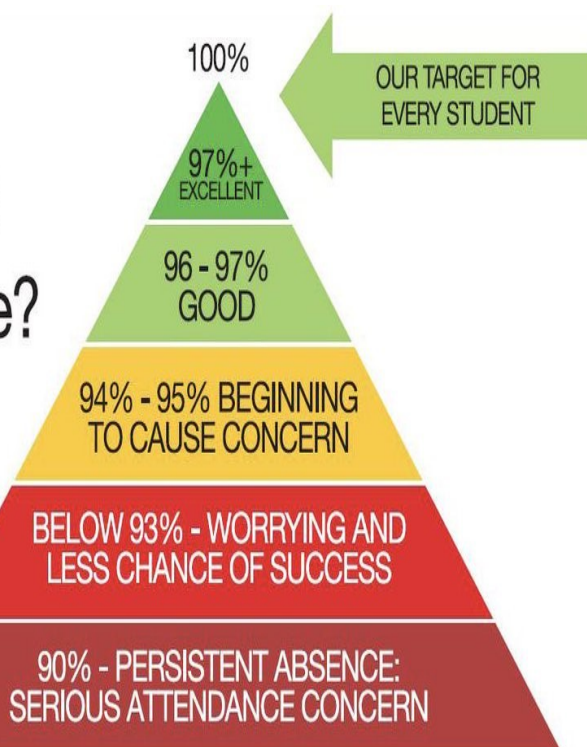 100%
OUR TARGET FOR
EVERY STUDENT
97%+
EXCELLENT
96 - 97%
GOOD
e?
94% - 95% BEGINNING
TO CAUSE CONCERN
BELOW 93% - WORRYING AND
LESS CHANCE OF SUCCESS
90% - PERSISTENT ABSENCE:
SERIOUS ATTENDANCE CONCERN